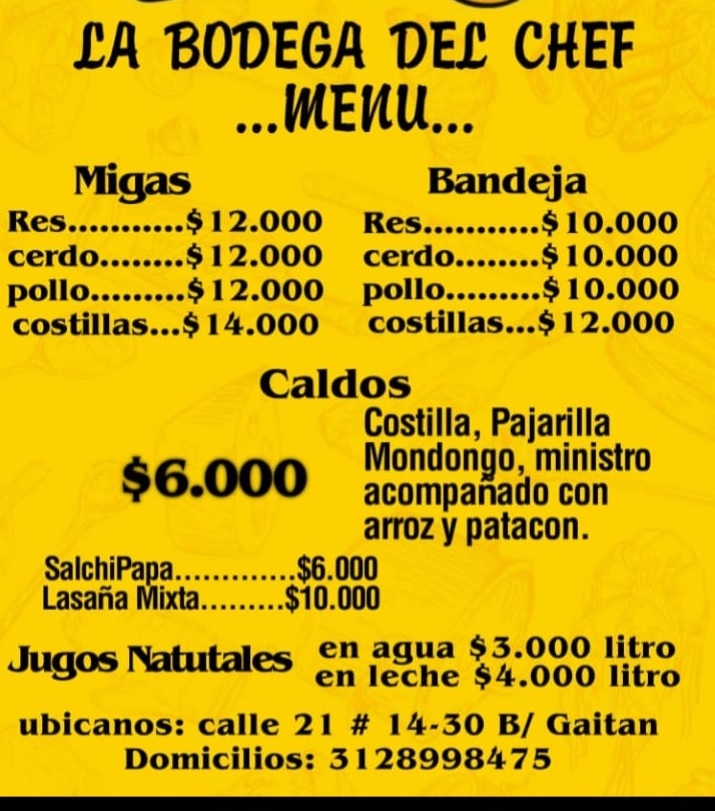 LA BODEGA DEL CHEF
...MENU...
Migas
Res...........$12.000
cerdo........$12.000
pollo.........$12.000
costillas...$14.000
Bandeja
Res...........$10.000
cerdo........$10.000
pollo.........$10.000
costillas...$12.000
Caldos
$6.000
Costilla, Pajarilla
Mondongo, ministro
acompañado con
arroz y patacon.
SalchiPapa.............$6.000
Lasaña Mixta.........$10.000
Jugos Natutales
en agua $3.000 litro
en leche $4.000 litro
ubicanos: calle 21 # 14-30 B/ Gaitan
Domicilios: 3128998475